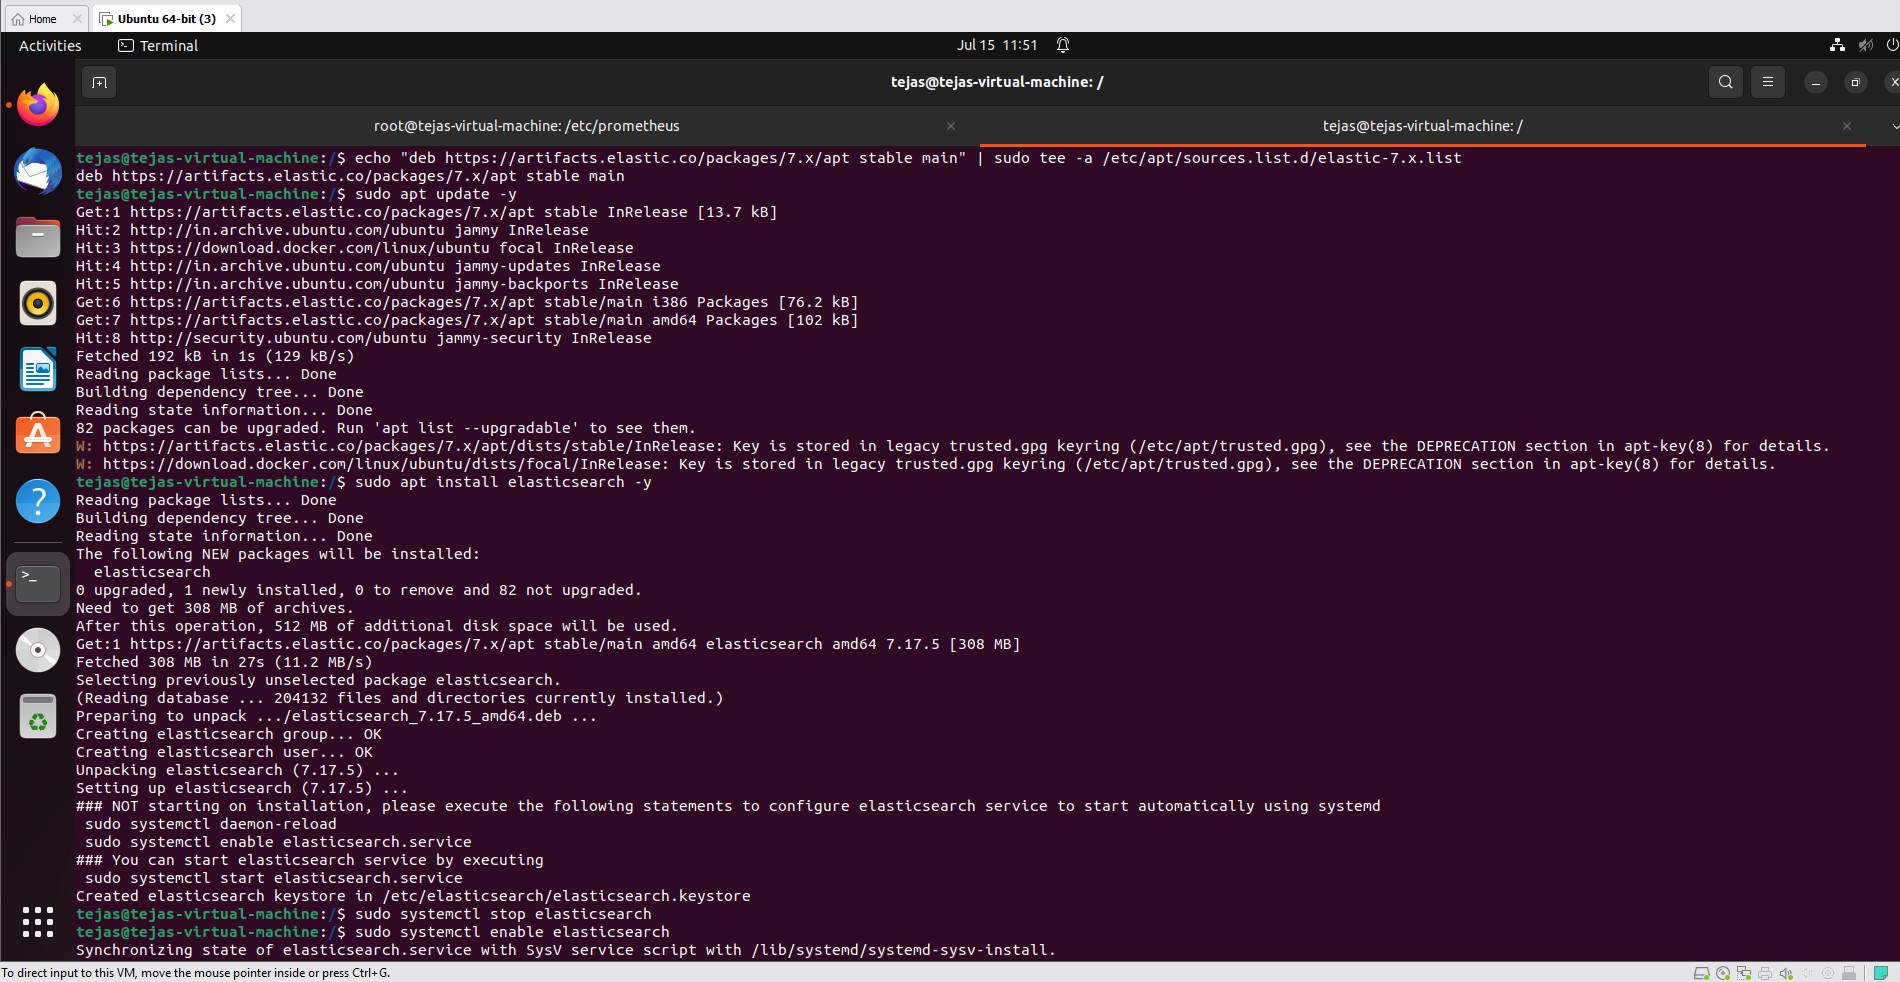 Home
Ubuntu 64-bit (3)
Activities
Terminal
Jul 15 11:51
tejas@tejas-virtual-machine: /
root@tejas-virtual-machine: /etc/prometheus
tejas@tejas-virtual-machine: /
tejas@tejas-virtual-machine:/$ echo "deb https://artifacts.elastic.co/packages/7.x/apt stable main" | sudo tee -a /etc/apt/sources.list.d/elastic-7.x.list
deb https://artifacts.elastic.co/packages/7.x/apt stable main
tejas@tejas-virtual-machine:/$ sudo apt update -y
Get:1 https://artifacts.elastic.co/packages/7.x/apt stable InRelease [13.7 kB]
Hit:2 http://in.archive.ubuntu.com/ubuntu jammy InRelease
Hit:3 https://download.docker.com/linux/ubuntu focal InRelease
Hit:4 http://in.archive.ubuntu.com/ubuntu jammy-updates InRelease
Hit:5 http://in.archive.ubuntu.com/ubuntu jammy-backports InRelease
Get:6 https://artifacts.elastic.co/packages/7.x/apt stable/main i386 Packages [76.2 kB]
Get:7 https://artifacts.elastic.co/packages/7.x/apt stable/main amd64 Packages [102 kB]
Hit:8 http://security.ubuntu.com/ubuntu jammy-security InRelease
Fetched 192 kB in 1s (129 kB/s)
Reading package lists... Done
Building dependency tree... Done
Reading state information... Done
82 packages can be upgraded. Run 'apt list --upgradable' to see them.
W: https://artifacts.elastic.co/packages/7.x/apt/dists/stable/InRelease: Key is stored in legacy trusted.gpg keyring (/etc/apt/trusted.gpg), see the DEPRECATION section in apt-key(8) for details.
W: https://download.docker.com/linux/ubuntu/dists/focal/InRelease: Key is stored in legacy trusted.gpg keyring (/etc/apt/trusted.gpg), see the DEPRECATION section in apt-key(8) for details.
tejas@tejas-virtual-machine:/$ sudo apt install elasticsearch -y
Reading package lists... Done
Building dependency tree... Done
Reading state information... Done
The following NEW packages will be installed:
  elasticsearch
0 upgraded, 1 newly installed, 0 to remove and 82 not upgraded.
Need to get 308 MB of archives.
After this operation, 512 MB of additional disk space will be used.
Get:1 https://artifacts.elastic.co/packages/7.x/apt stable/main amd64 elasticsearch amd64 7.17.5 [308 MB]
Fetched 308 MB in 27s (11.2 MB/s)
Selecting previously unselected package elasticsearch.
(Reading database ... 204132 files and directories currently installed.)
Preparing to unpack .../elasticsearch_7.17.5_amd64.deb ...
Creating elasticsearch group... OK
Creating elasticsearch user... OK
Unpacking elasticsearch (7.17.5) ...
Setting up elasticsearch (7.17.5) ...
### NOT starting on installation, please execute the following statements to configure elasticsearch service to start automatically using systemd
 sudo systemctl daemon-reload
 sudo systemctl enable elasticsearch.service
### You can start elasticsearch service by executing
 sudo systemctl start elasticsearch.service
Created elasticsearch keystore in /etc/elasticsearch/elasticsearch.keystore
tejas@tejas-virtual-machine:/$ sudo systemctl stop elasticsearch
tejas@tejas-virtual-machine:/$ sudo systemctl enable elasticsearch
Synchronizing state of elasticsearch.service with SysV service script with /lib/systemd/systemd-sysv-install.
To direct input to this VM, move the mouse pointer inside or press Ctrl+G.